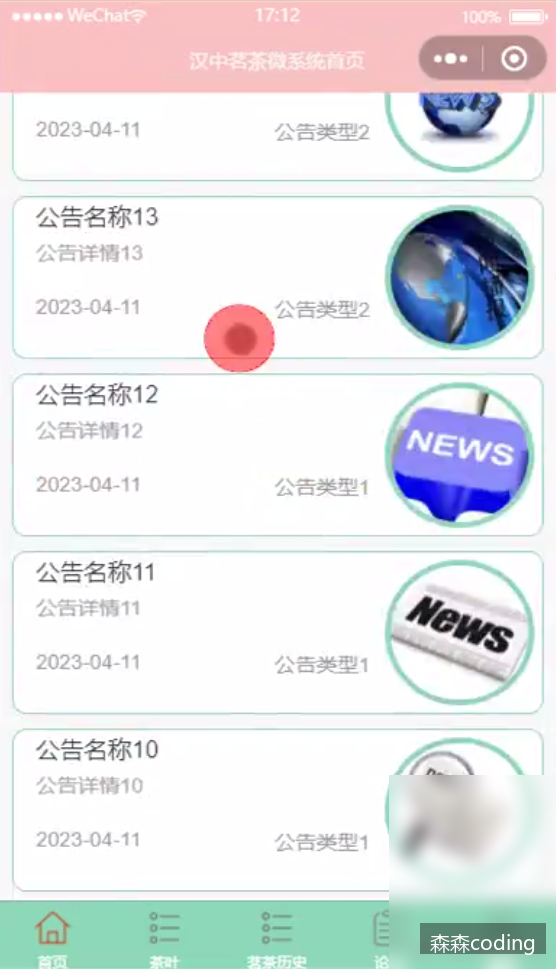 WeChat 17:12 100%
汉中茗茶微系统首页
NEWS
2023-04-11 公告类型2
公告名称13
公告详情13
2023-04-11 公告类型2
公告名称12
公告详情12
NEWS
2023-04-11 公告类型1
公告名称11
公告详情11
News
2023-04-11 公告类型1
公告名称10
公告详情10
2023-04-11 公告类型1
首页 茶叶 茗茶历史 论
森森coding